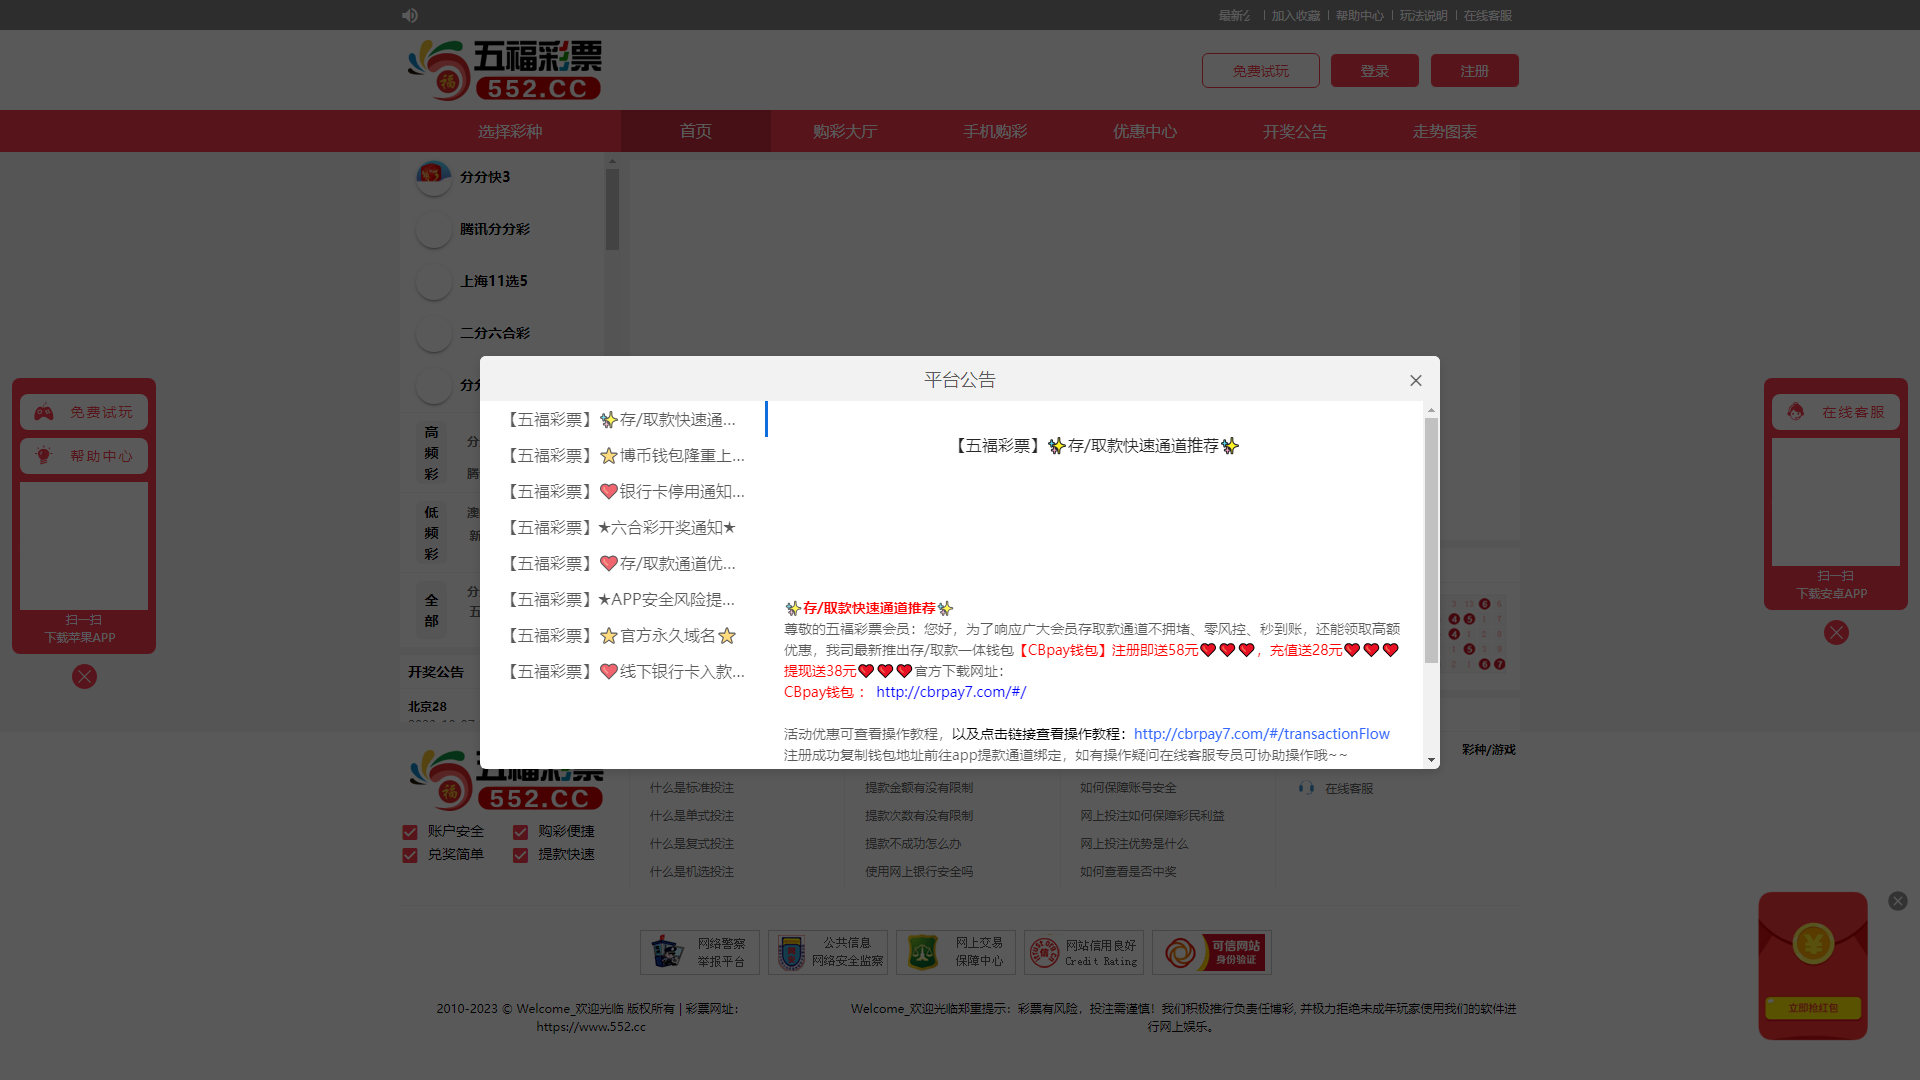 最新公
加入收藏
帮助中心
玩法说明
在线客服
五福彩票
552.CC
免费试玩
登录
注册
选择彩种
首页
购彩大厅
手机购彩
优惠中心
开奖公告
走势图表
分分快3
腾讯分分彩
上海11选5
二分六合彩
高频彩
低频彩
全部
开奖公告
北京28
免费试玩
帮助中心
扫一扫
下载苹果APP
在线客服
扫一扫
下载安卓APP
平台公告
【五福彩票】✨存/取款快速通...
【五福彩票】⭐博币钱包隆重上...
【五福彩票】❤️银行卡停用通知...
【五福彩票】★六合彩开奖通知★
【五福彩票】❤️存/取款通道优...
【五福彩票】★APP安全风险提...
【五福彩票】⭐官方永久域名⭐
【五福彩票】❤️线下银行卡入款...
【五福彩票】✨存/取款快速通道推荐✨
✨存/取款快速通道推荐✨
尊敬的五福彩票会员：您好，为了响应广大会员存取款通道不拥堵、零风控、秒到账，还能领取高额
优惠，我司最新推出存/取款一体钱包【CBpay钱包】注册即送58元❤❤❤，充值送28元❤❤❤
提现送38元❤❤❤官方下载网址：
CBpay钱包 ： http://cbrpay7.com/#/
活动优惠可查看操作教程，以及点击链接查看操作教程：http://cbrpay7.com/#/transactionFlow
注册成功复制钱包地址前往app提款通道绑定，如有操作疑问在线客服专员可协助操作哦~~
彩种/游戏
五福彩票
552.CC
账户安全
购彩便捷
兑奖简单
提款快速
什么是标准投注
什么是单式投注
什么是复式投注
什么是机选投注
提款金额有没有限制
提款次数有没有限制
提款不成功怎么办
使用网上银行安全吗
如何保障账号安全
网上投注如何保障彩民利益
网上投注优势是什么
如何查看是否中奖
在线客服
网络警察
举报平台
公共信息
网络安全监察
网上交易
保障中心
网站信用良好
Credit Rating
可信网站
身份验证
立即抢红包
2010-2023 © Welcome_欢迎光临 版权所有 | 彩票网址：
https://www.552.cc
Welcome_欢迎光临郑重提示：彩票有风险，投注需谨慎！我们积极推行负责任博彩, 并极力拒绝未成年玩家使用我们的软件进
行网上娱乐。